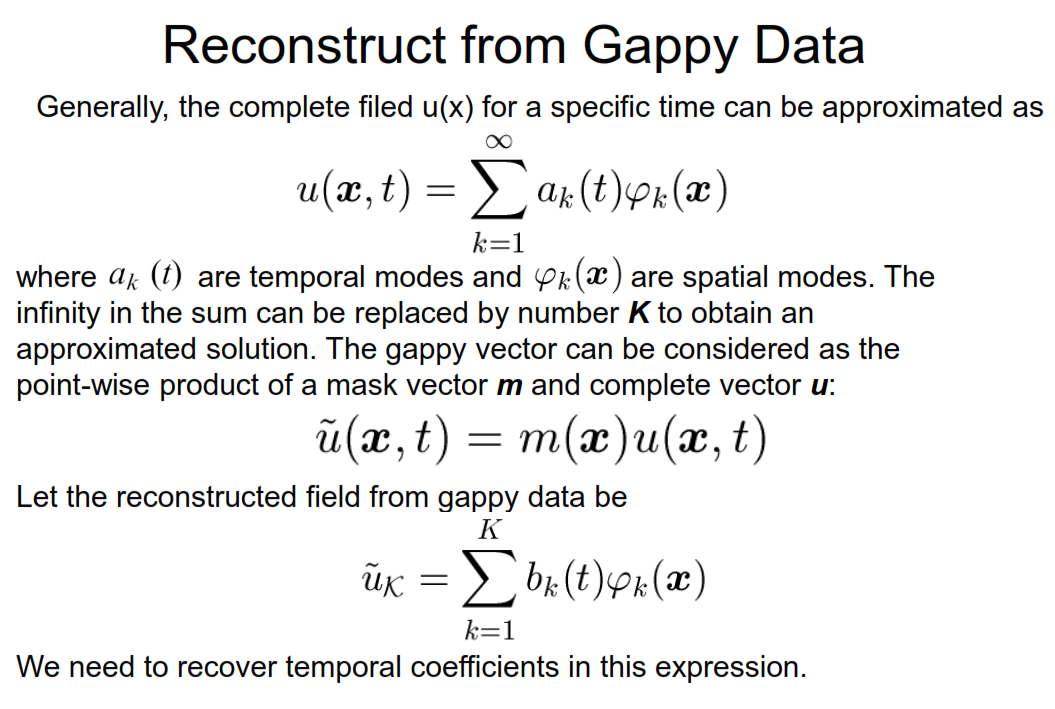 Reconstruct from Gappy Data
Generally, the complete filed u(x) for a specific time can be approximated as
$u(\boldsymbol{x}, t) = \sum_{k=1}^{\infty} a_k(t)\varphi_k(\boldsymbol{x})$
where $a_k(t)$ are temporal modes and $\varphi_k(\boldsymbol{x})$ are spatial modes. The
infinity in the sum can be replaced by number K to obtain an
approximated solution. The gappy vector can be considered as the
point-wise product of a mask vector m and complete vector u:
$\tilde{u}(\boldsymbol{x}, t) = m(\boldsymbol{x})u(\boldsymbol{x}, t)$
Let the reconstructed field from gappy data be
$\tilde{u}_{\mathcal{K}} = \sum_{k=1}^{K} b_k(t)\varphi_k(\boldsymbol{x})$
We need to recover temporal coefficients in this expression.